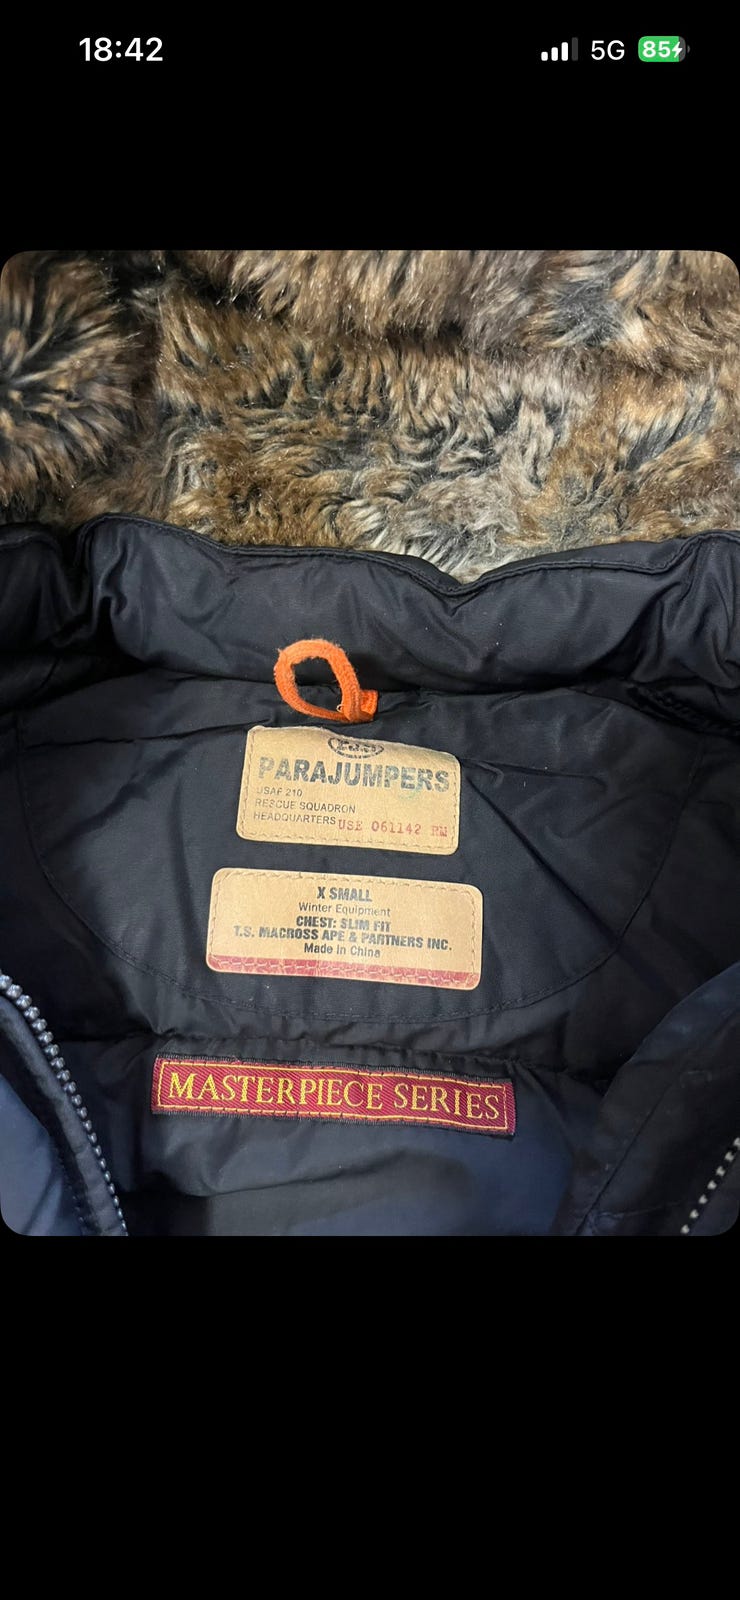 18:42
5G
85
PARAJUMPERS
USAF 210
RESCUE SQUADRON
HEADQUARTERS USE 061142 RW
X SMALL
Winter Equipment
CHEST: SLIM FIT
T.S. MACROSS APE & PARTNERS INC.
Made in China
MASTERPIECE SERIES